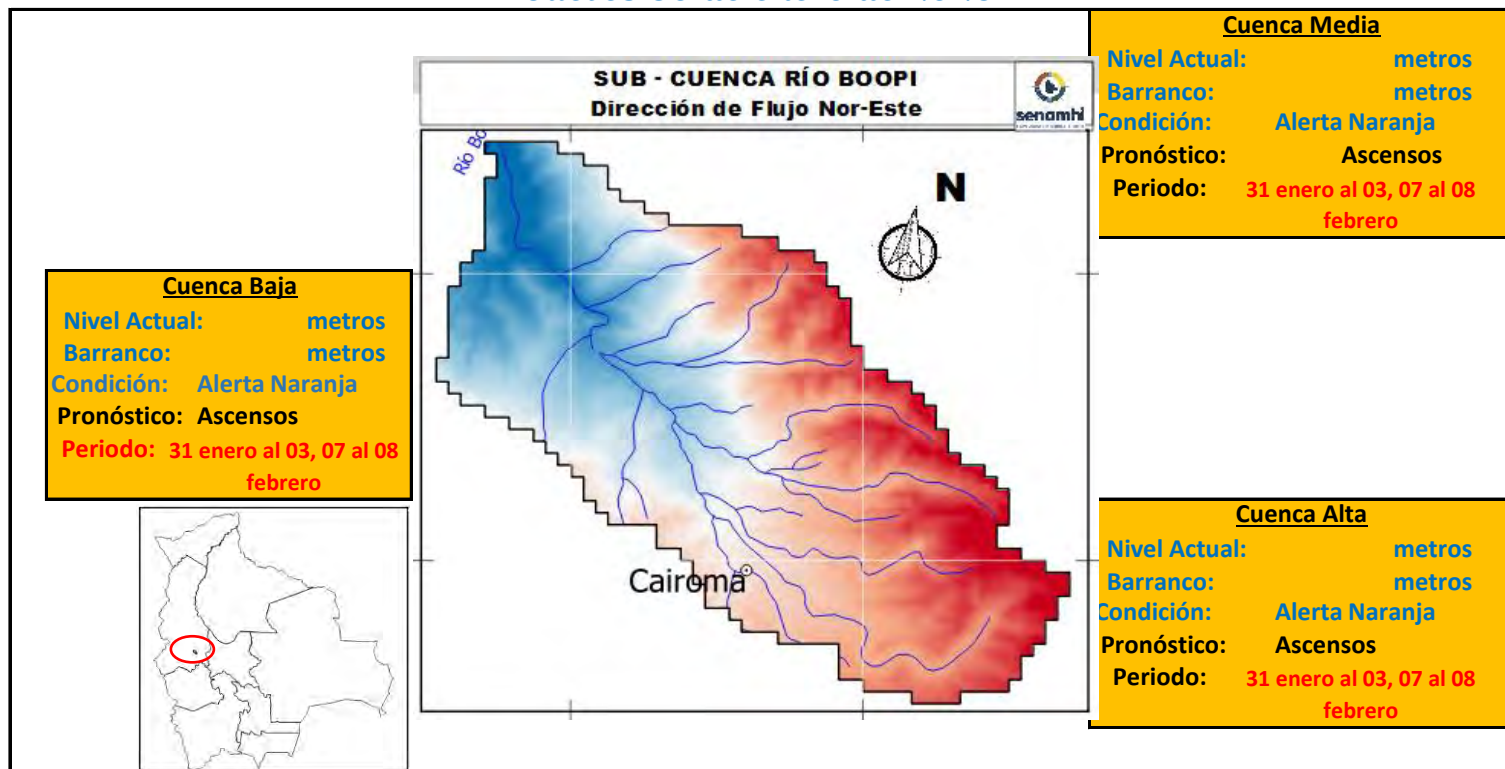 Cuenca Media
Nivel Actual: metros
Barranco: metros
Condición: Alerta Naranja
Pronóstico: Ascensos
Periodo: 31 enero al 03, 07 al 08
febrero
SUB - CUENCA RÍO BOOPI
Dirección de Flujo Nor-Este
senamhi
Río Bo
N
Cuenca Baja
Nivel Actual: metros
Barranco: metros
Condición: Alerta Naranja
Pronóstico: Ascensos
Periodo: 31 enero al 03, 07 al 08
febrero
Cairoma
Cuenca Alta
Nivel Actual: metros
Barranco: metros
Condición: Alerta Naranja
Pronóstico: Ascensos
Periodo: 31 enero al 03, 07 al 08
febrero